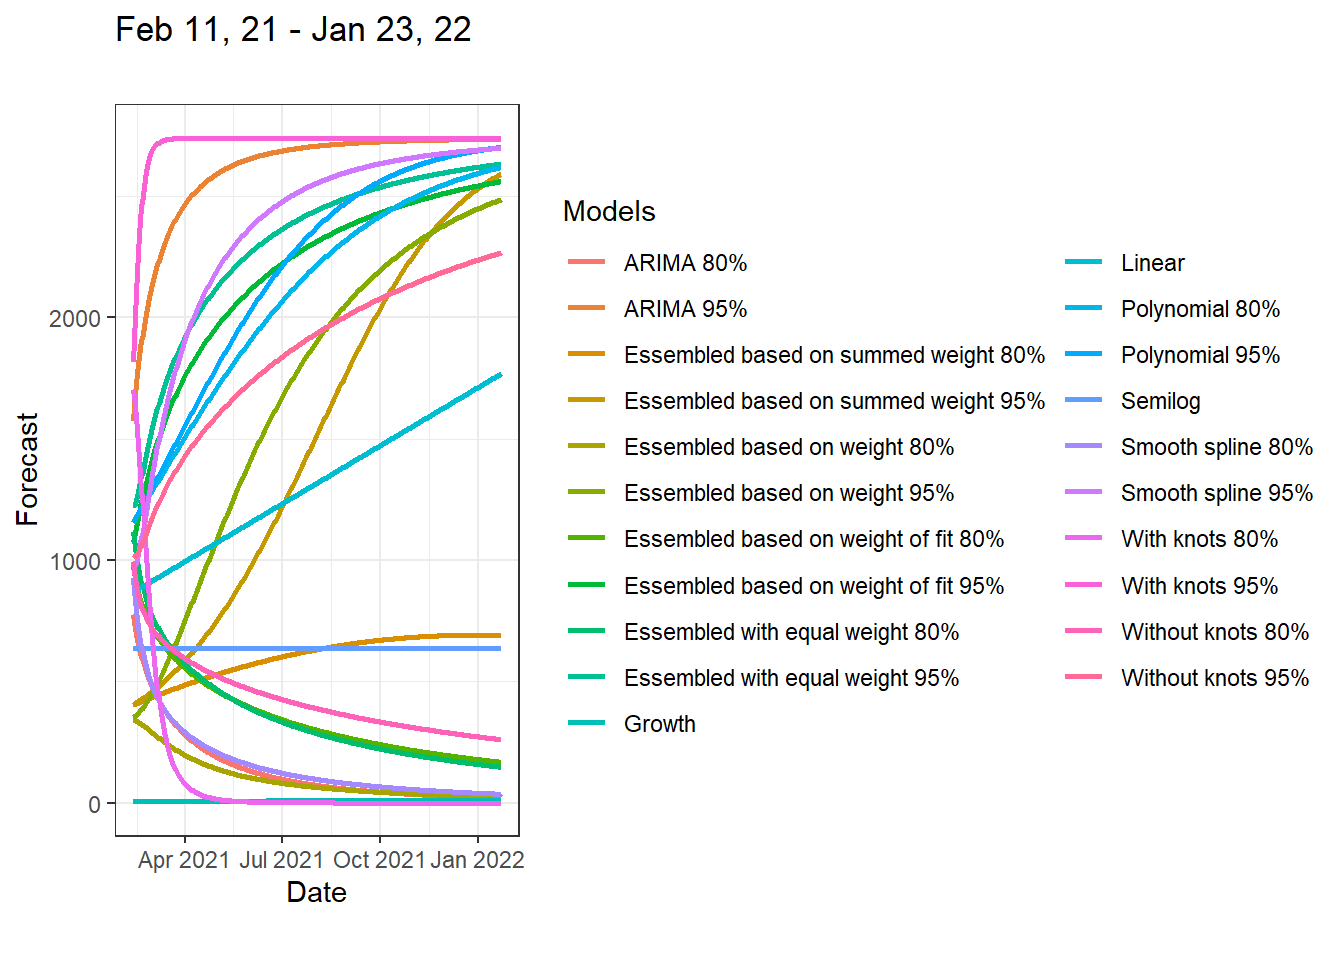 Feb 11, 21 - Jan 23, 22
2000
1000
0
Forecast
Apr 2021 Jul 2021 Oct 2021 Jan 2022
Date
Models
ARIMA 80%
ARIMA 95%
Essembled based on summed weight 80%
Essembled based on summed weight 95%
Essembled based on weight 80%
Essembled based on weight 95%
Essembled based on weight of fit 80%
Essembled based on weight of fit 95%
Essembled with equal weight 80%
Essembled with equal weight 95%
Growth
Linear
Polynomial 80%
Polynomial 95%
Semilog
Smooth spline 80%
Smooth spline 95%
With knots 80%
With knots 95%
Without knots 80%
Without knots 95%